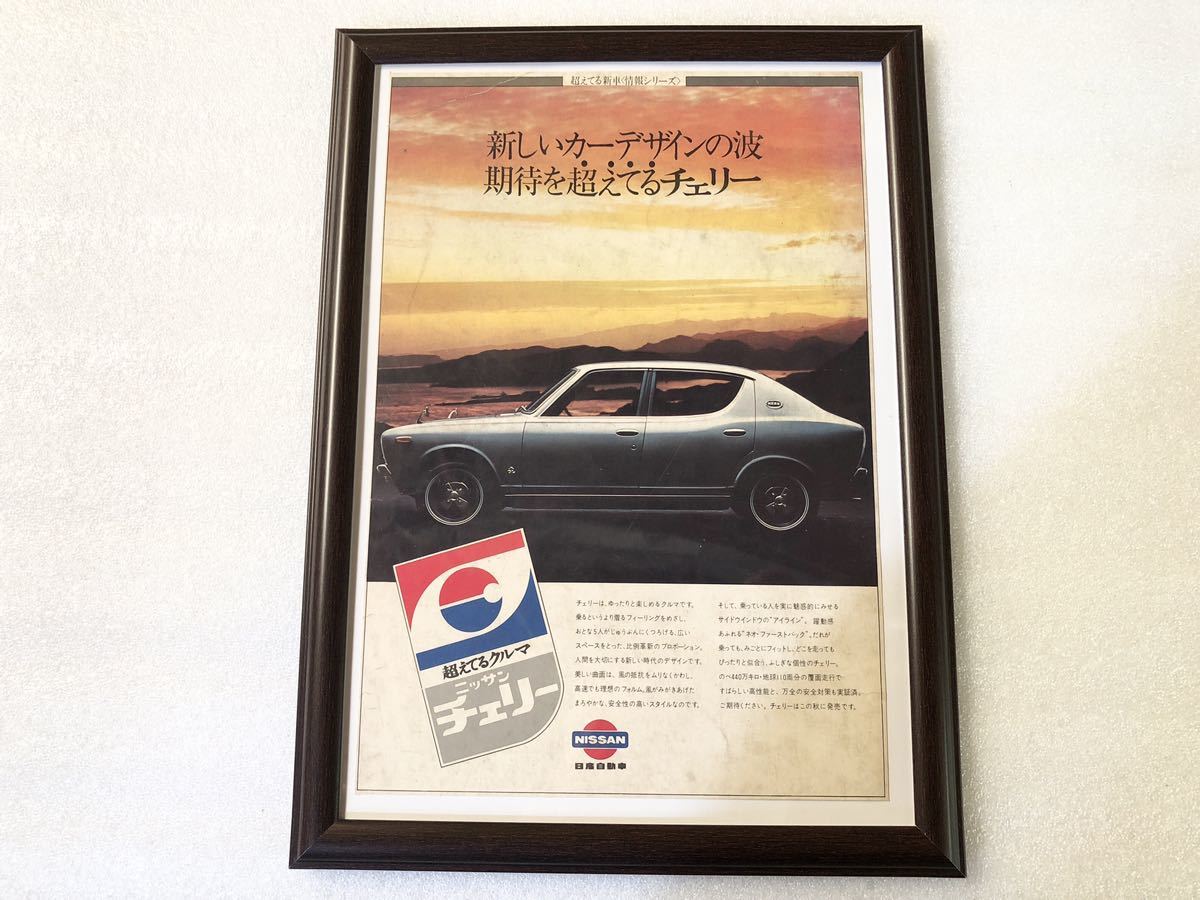 超えてる新車〈情報シリーズ〉
新しいカーデザインの波
期待を超えてるチェリー
超えてるクルマ
ニッサン
チェリー
チェリーは、ゆったりと楽しめるクルマです。
乗るというより着るフィーリングをめざし、
おとな5人がじゅうぶんにくつろげる、広い
スペースをとった、比例革新のプロポーション。
人間を大切にする新しい時代のデザインです。
美しい曲面は、風の抵抗をムリなくかわし、
高速でも理想のフォルム。風がみがきあげた
まろやかな、安全性の高いスタイルなのです。
そして、乗っている人を実に魅惑的にみせる
サイドウインドウの“アイライン”。躍動感
あふれる“ネオ・ファーストバック”。だれが
乗っても、みごとにフィットし、どこを走っても
ぴったりと似合う、ふしぎな個性のチェリー。
のべ440万キロ・地球110周分の覆面走行で
すばらしい高性能と、万全の安全対策も実証済。
ご期待ください。チェリーはこの秋に発売です。
NISSAN
日産自動車